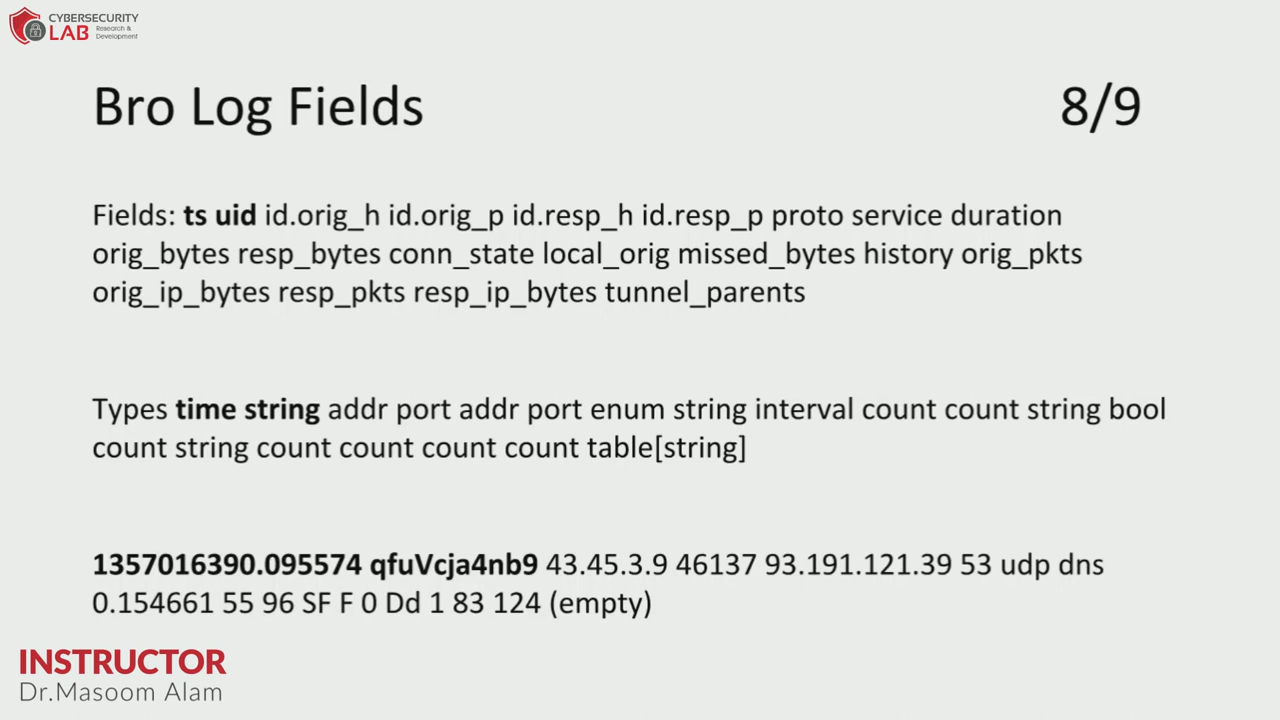 CYBERSECURITY
LAB Research &
Development
Bro Log Fields 8/9
Fields: ts uid id.orig_h id.orig_p id.resp_h id.resp_p proto service duration
orig_bytes resp_bytes conn_state local_orig missed_bytes history orig_pkts
orig_ip_bytes resp_pkts resp_ip_bytes tunnel_parents
Types time string addr port addr port enum string interval count count string bool
count string count count count count table[string]
1357016390.095574 qfuVcja4nb9 43.45.3.9 46137 93.191.121.39 53 udp dns
0.154661 55 96 SF F 0 Dd 1 83 124 (empty)
INSTRUCTOR
Dr.Masoom Alam